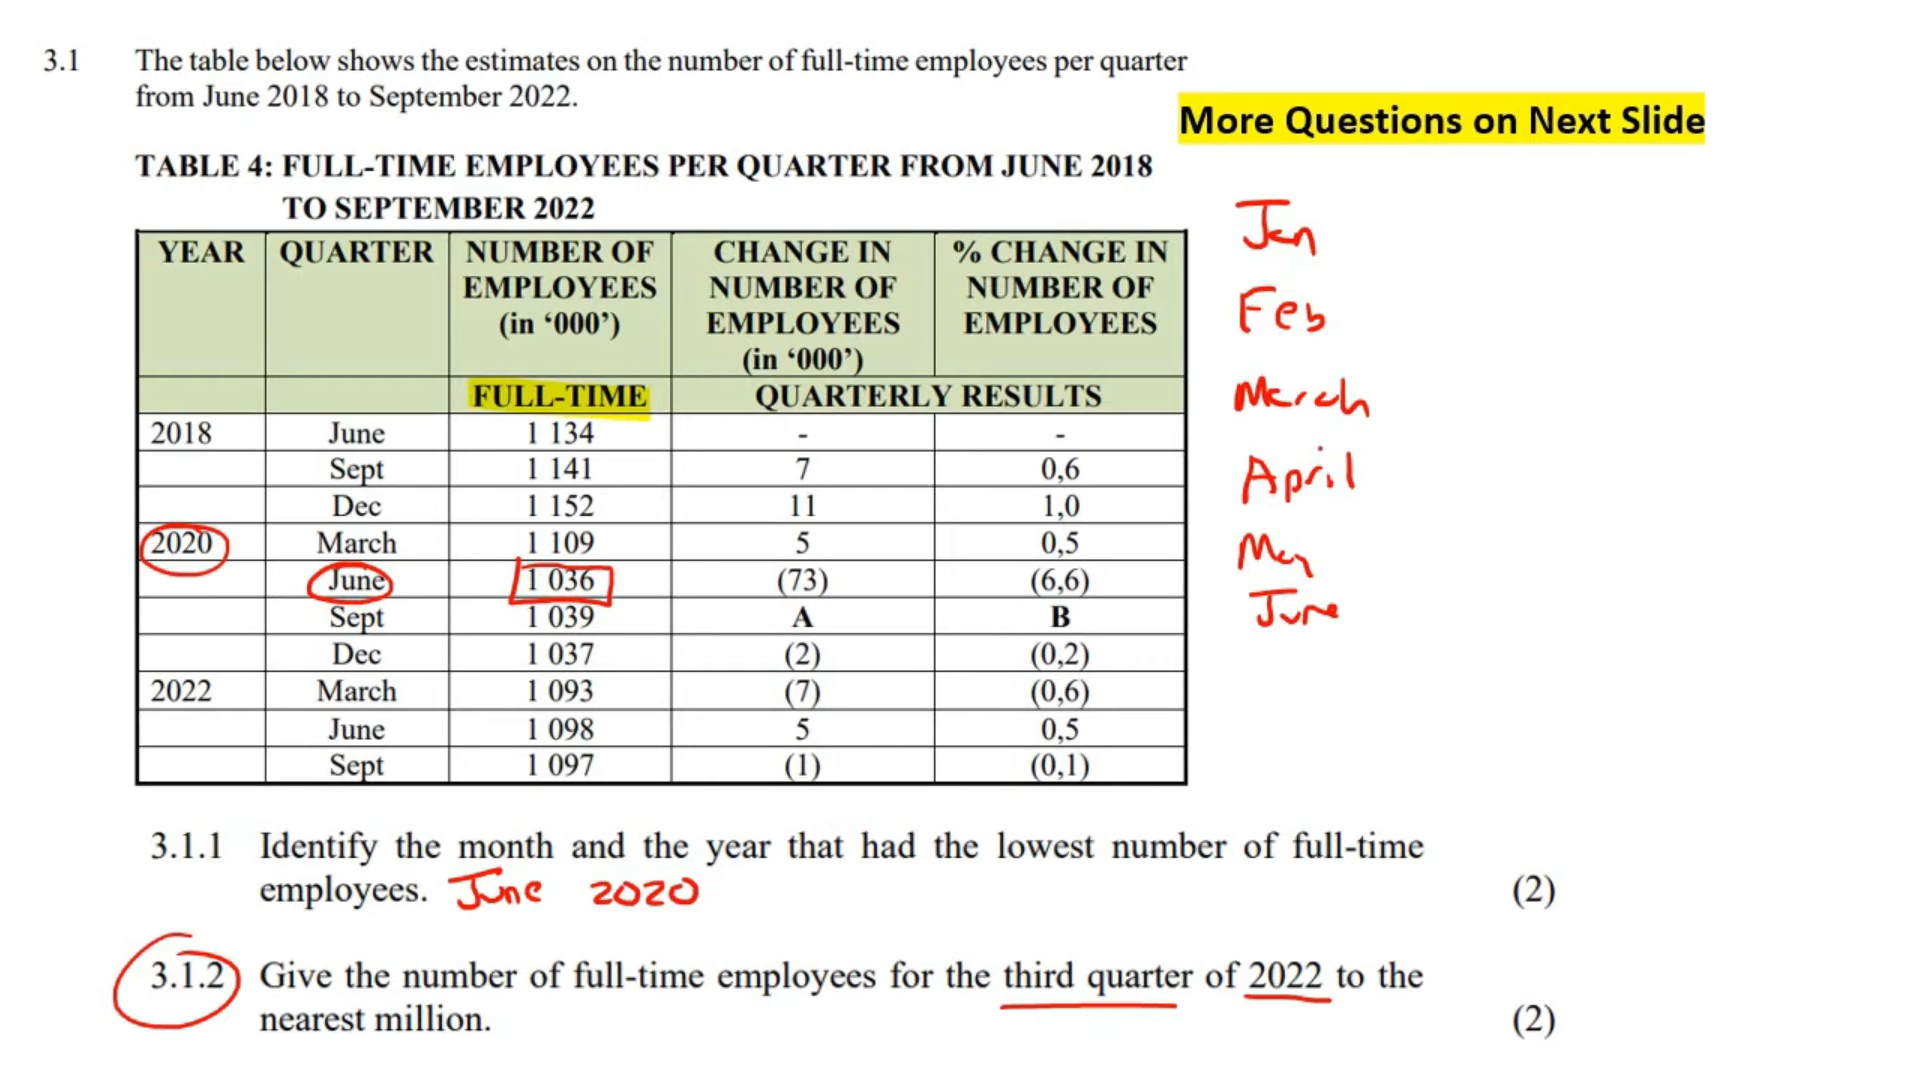 3.1 The table below shows the estimates on the number of full-time employees per quarter
from June 2018 to September 2022.
More Questions on Next Slide
TABLE 4: FULL-TIME EMPLOYEES PER QUARTER FROM JUNE 2018
TO SEPTEMBER 2022
YEAR QUARTER NUMBER OF EMPLOYEES (in ‘000’) CHANGE IN NUMBER OF EMPLOYEES (in ‘000’) % CHANGE IN NUMBER OF EMPLOYEES
FULL-TIME QUARTERLY RESULTS
2018 June 1 134 - -
Sept 1 141 7 0,6
Dec 1 152 11 1,0
2020 March 1 109 5 0,5
June 1 036 (73) (6,6)
Sept 1 039 A B
Dec 1 037 (2) (0,2)
2022 March 1 093 (7) (0,6)
June 1 098 5 0,5
Sept 1 097 (1) (0,1)
Jan
Feb
March
April
May
June
3.1.1 Identify the month and the year that had the lowest number of full-time
employees. June 2020 (2)
3.1.2 Give the number of full-time employees for the third quarter of 2022 to the
nearest million. (2)